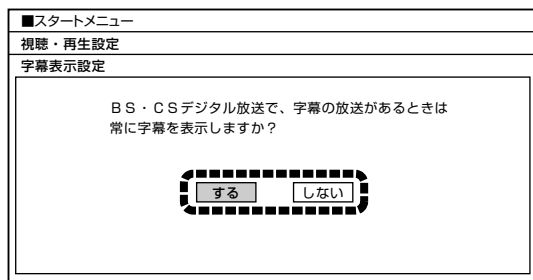 ■スタートメニュー
視聴・再生設定
字幕表示設定
ＢＳ・ＣＳデジタル放送で、字幕の放送があるときは
常に字幕を表示しますか？
する　しない